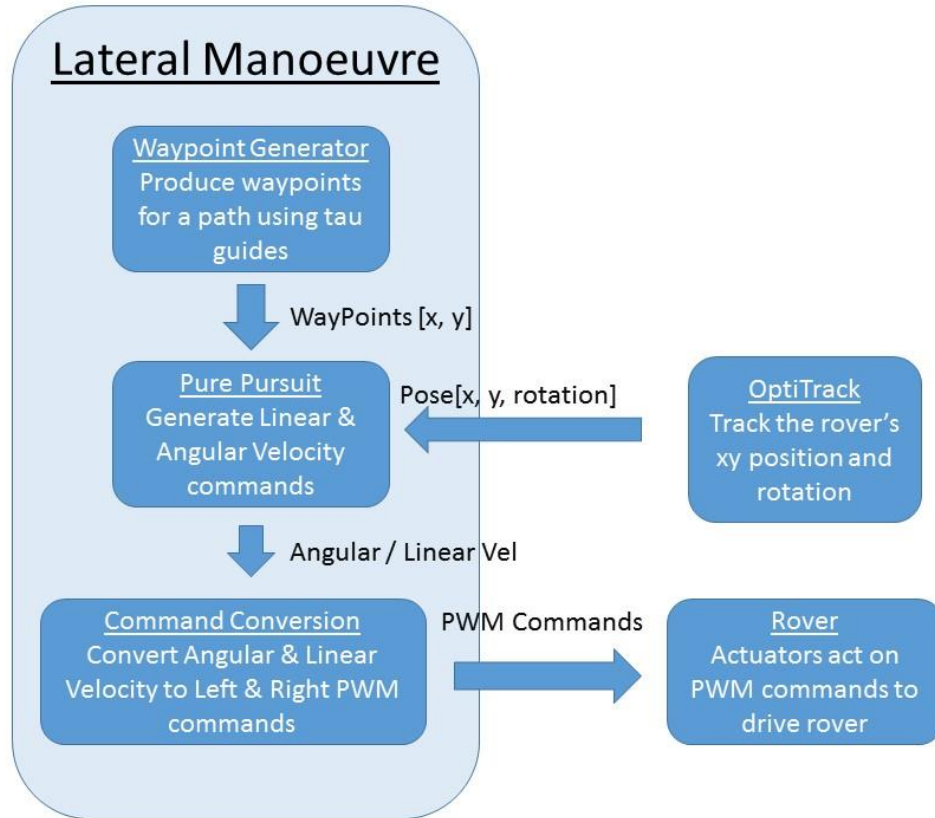 Lateral Manoeuvre
Waypoint Generator
Produce waypoints
for a path using tau
guides
WayPoints [x, y]
Pure Pursuit
Generate Linear &
Angular Velocity
commands
Pose[x, y, rotation]
OptiTrack
Track the rover's
xy position and
rotation
Angular / Linear Vel
Command Conversion
Convert Angular & Linear
Velocity to Left & Right PWM
commands
PWM Commands
Rover
Actuators act on
PWM commands to
drive rover